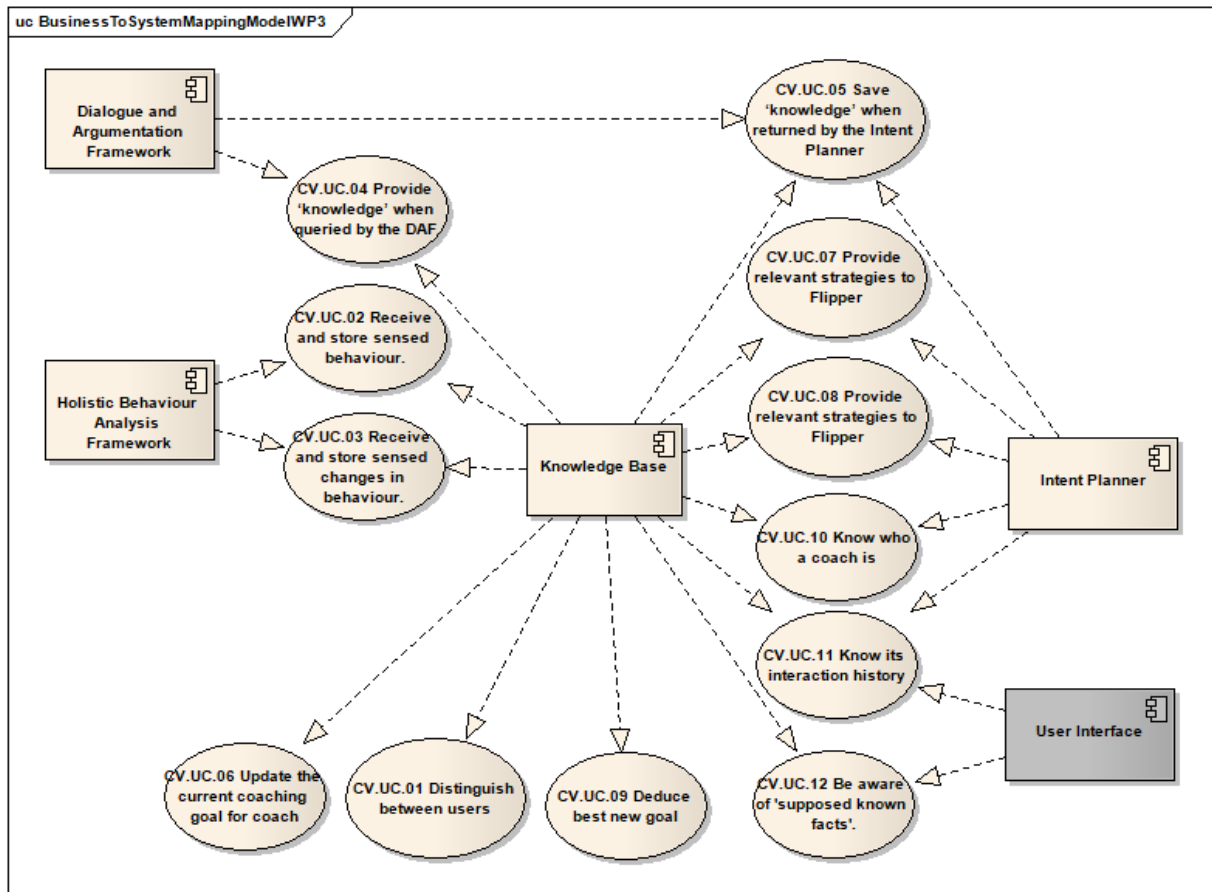 uc BusinessToSystemMappingModelWP3
Dialogue and
Argumentation
Framework
CV.UC.05 Save
‘knowledge’ when
returned by the Intent
Planner
CV.UC.04 Provide
‘knowledge’ when
queried by the DAF.
CV.UC.07 Provide
relevant strategies to
Flipper
CV.UC.02 Receive
and store sensed
behaviour.
Holistic Behaviour
Analysis
Framework
CV.UC.08 Provide
relevant strategies to
Flipper
CV.UC.03 Receive
and store sensed
changes in
behaviour.
Knowledge Base
Intent Planner
CV.UC.10 Know who
a coach is
CV.UC.11 Know its
interaction history
User Interface
CV.UC.06 Update the
current coaching
goal for coach
CV.UC.01 Distinguish
between users
CV.UC.09 Deduce
best new goal
CV.UC.12 Be aware
of 'supposed known
facts'.